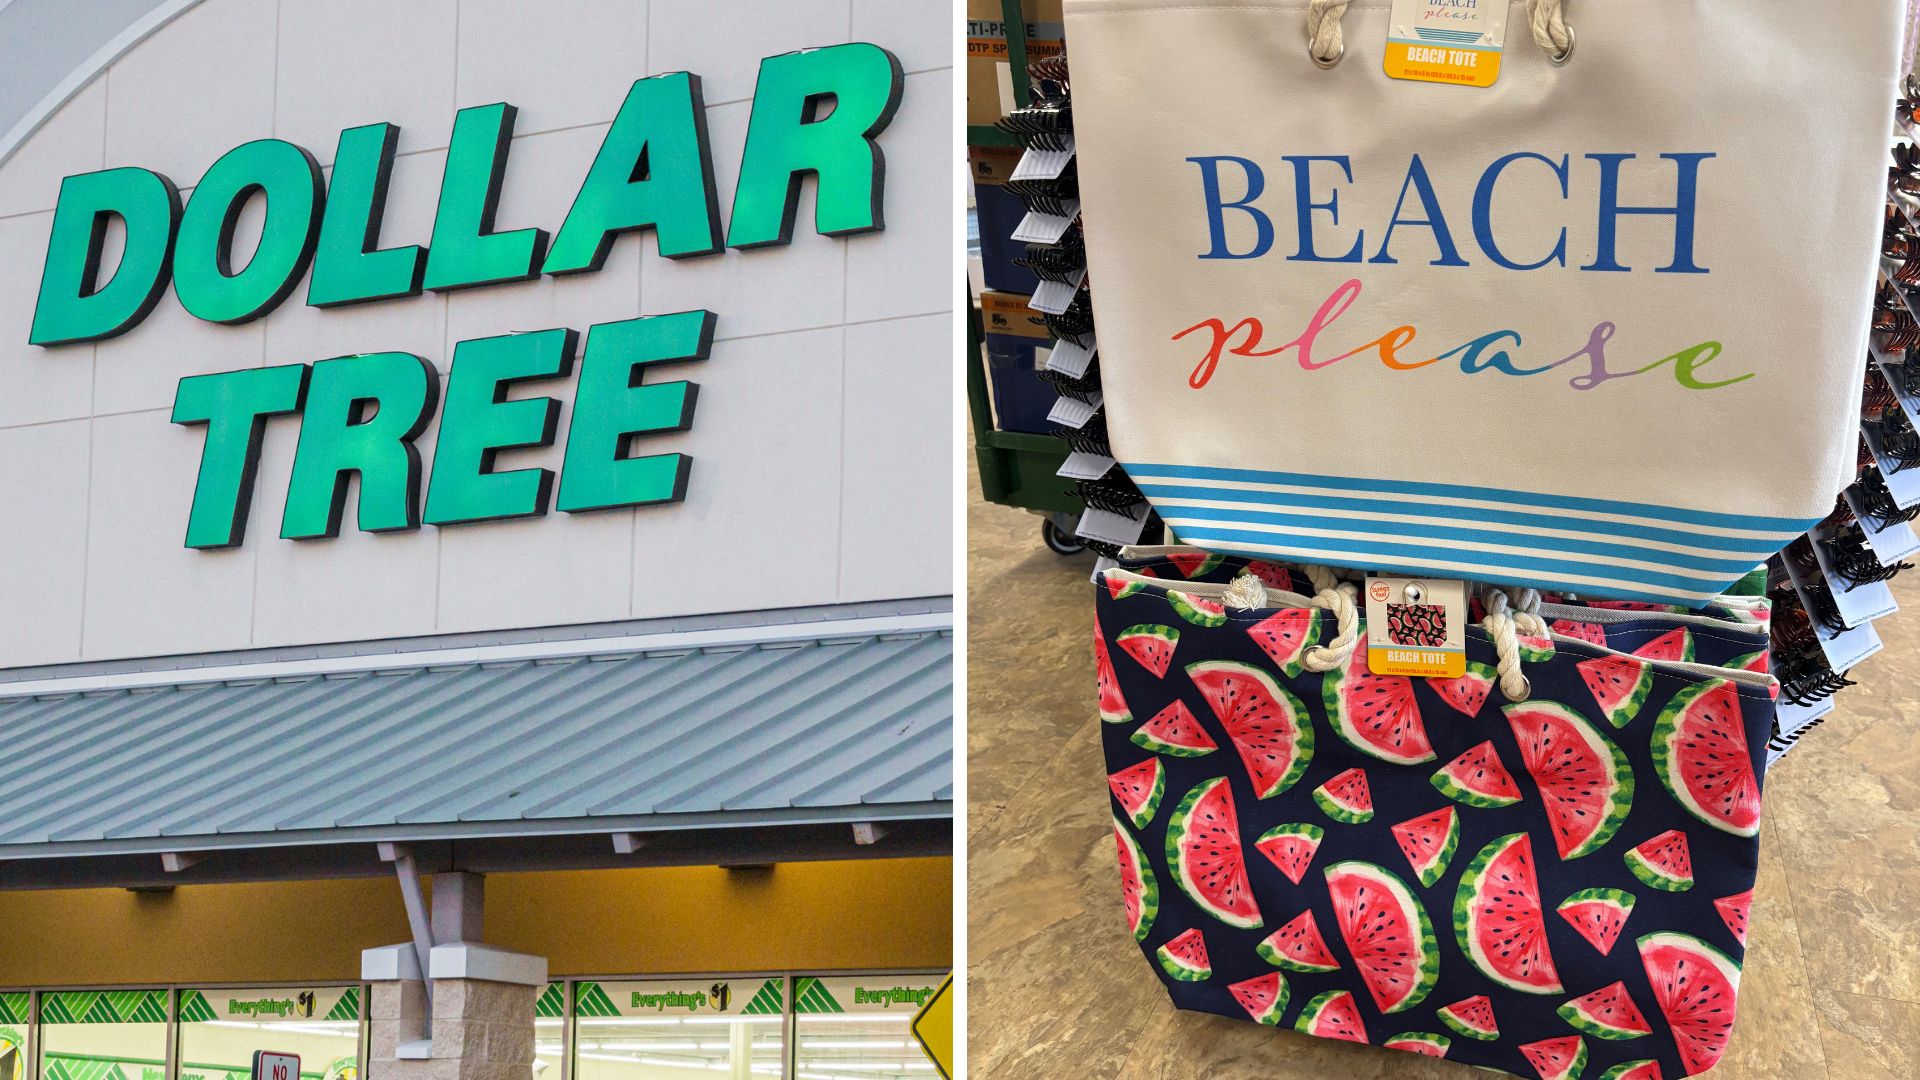 DOLLAR
TREE
Everything's $1
Everything's $1
Everything's
NO
BEACH
please
BEACH TOTE
BEACH
please
BEACH TOTE